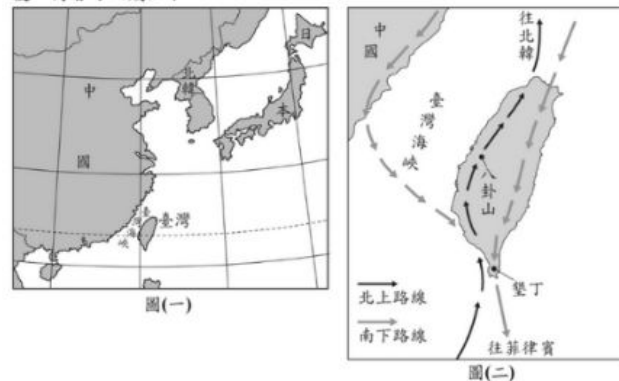 日
北韓
中
本
國
臺灣
臺灣海峽
圖(一)
往北韓
中國
臺灣海峽
八卦山
墾丁
北上路線
南下路線
往菲律賓
圖(二)